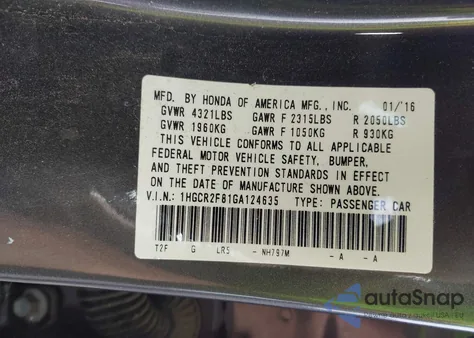 MFD. BY HONDA OF AMERICA MFG., INC. 01/'16
GVWR 4321LBS GAWR F 2315LBS R 2050LBS
GVWR 1960KG GAWR F 1050KG R 930KG
THIS VEHICLE CONFORMS TO ALL APPLICABLE
FEDERAL MOTOR VEHICLE SAFETY, BUMPER,
AND THEFT PREVENTION STANDARDS IN EFFECT
ON THE DATE OF MANUFACTURE SHOWN ABOVE.
V.I.N.: 1HGCR2F81GA124635 TYPE: PASSENGER CAR
T2F G LR5 - NH797M - A - A
autoSnap